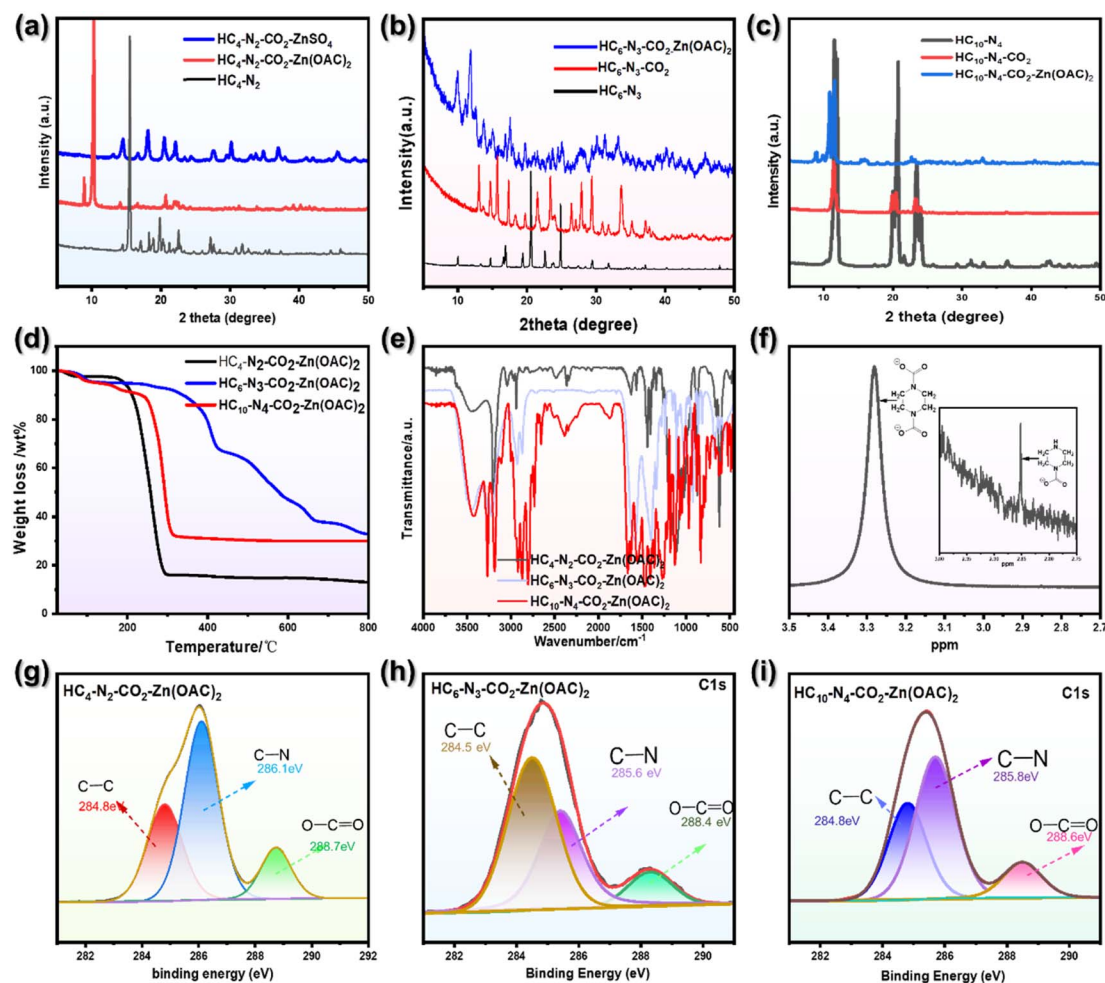 (a)
HC₄-N₂-CO₂-ZnSO₄
HC₄-N₂-CO₂-Zn(OAC)₂
HC₄-N₂
Intensity (a.u.)
10
20
30
40
50
2 theta (degree)
(b)
HC₆-N₃-CO₂-Zn(OAC)₂
HC₆-N₃-CO₂
HC₆-N₃
Intensity(a.u.)
10
20
30
40
50
2theta (degree)
(c)
HC₁₀-N₄
HC₁₀-N₄-CO₂
HC₁₀-N₄-CO₂-Zn(OAC)₂
Intensity (a.u.)
10
20
30
40
50
2 theta (degree)
(d)
HC₄-N2-CO2-Zn(OAC)2
HC₆-N3-CO2-Zn(OAC)2
HC₁₀-N4-CO2-Zn(OAC)2
Weight loss /wt%
100
80
60
40
20
0
200
400
600
800
Temperature/℃
(e)
Transmittance/a.u.
HC₄-N₂-CO₂-Zn(OAC)₂
HC₆-N₃-CO₂-Zn(OAC)₂
HC₁₀-N₄-CO₂-Zn(OAC)₂
4000 3500 3000 2500 2000 1500 1000 500
Wavenumber/cm⁻¹
(f)
3.5
3.4
3.3
3.2
3.1
3.0
2.9
2.8
2.7
ppm
ppm
(g)
HC₄-N₂-CO₂-Zn(OAC)₂
C—C
284.8eV
C—N
286.1eV
O—C=O
288.7eV
282
284
286
288
290
292
binding energy (eV)
(h)
HC₆-N₃-CO₂-Zn(OAC)₂
C1s
C—C
284.5 eV
C—N
285.6 eV
O—C=O
288.4 eV
282
284
286
288
290
Binding Energy (eV)
(i)
HC₁₀-N₄-CO₂-Zn(OAC)₂
C1s
C—C
284.8eV
C—N
285.8eV
O—C=O
288.6eV
282
284
286
288
290
Binding Energy (eV)